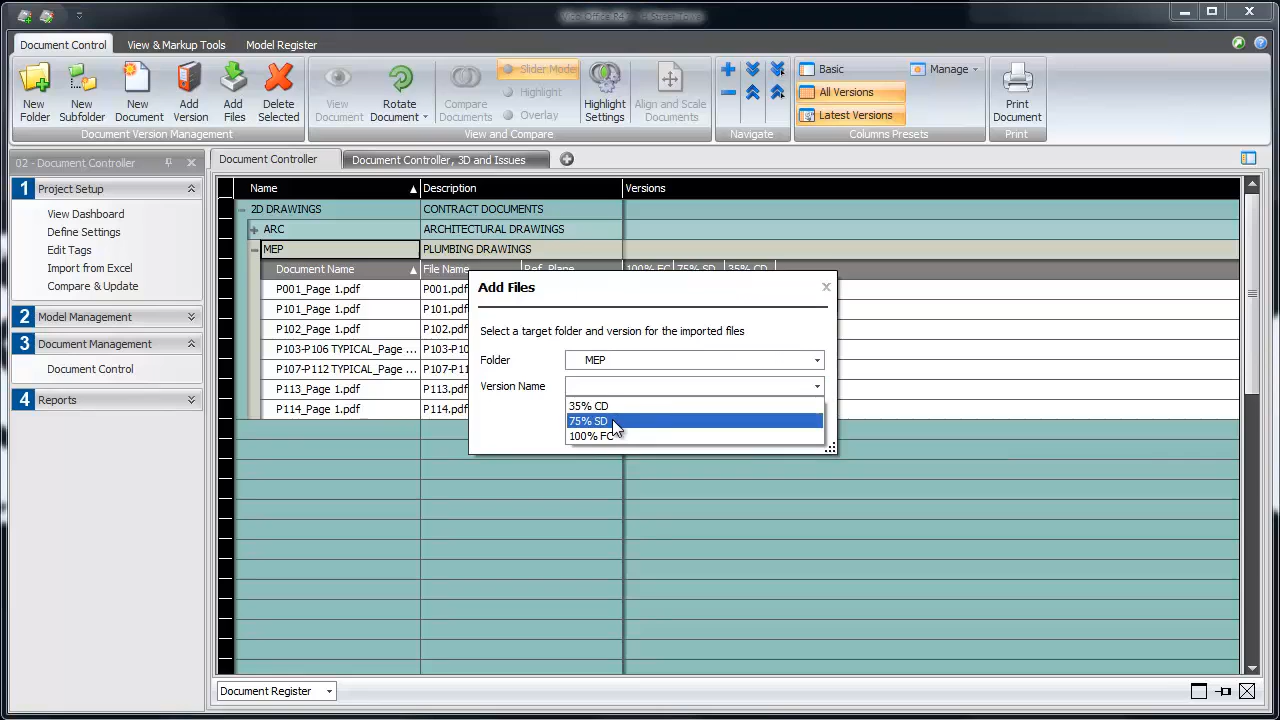 Document Control View & Markup Tools Model Register
New Folder
New Subfolder
New Document
Add Version
Add Files
Delete Selected
Document Version Management
View Document
Rotate Document
Compare Documents
Slider Mode
Highlight
Overlay
Highlight Settings
Align and Scale Documents
View and Compare
Navigate
Basic
All Versions
Latest Versions
Manage
Columns Presets
Print Document
Print
02 - Document Controller
1 Project Setup
View Dashboard
Define Settings
Edit Tags
Import from Excel
Compare & Update
2 Model Management
3 Document Management
Document Control
4 Reports
Document Controller Document Controller, 3D and Issues
Name Description Versions
2D DRAWINGS CONTRACT DOCUMENTS
ARC ARCHITECTURAL DRAWINGS
MEP PLUMBING DRAWINGS
Document Name File Name Ref. Plane 100% FC 75% SD 35% CD
P001_Page 1.pdf P001.pdf
P101_Page 1.pdf P101.pdf
P102_Page 1.pdf P102.pdf
P103-P106 TYPICAL_Page ... P103-P10
P107-P112 TYPICAL_Page ... P107-P11
P113_Page 1.pdf P113.pdf
P114_Page 1.pdf P114.pdf
Add Files
Select a target folder and version for the imported files
Folder MEP
Version Name
35% CD
75% SD
100% FC
Document Register